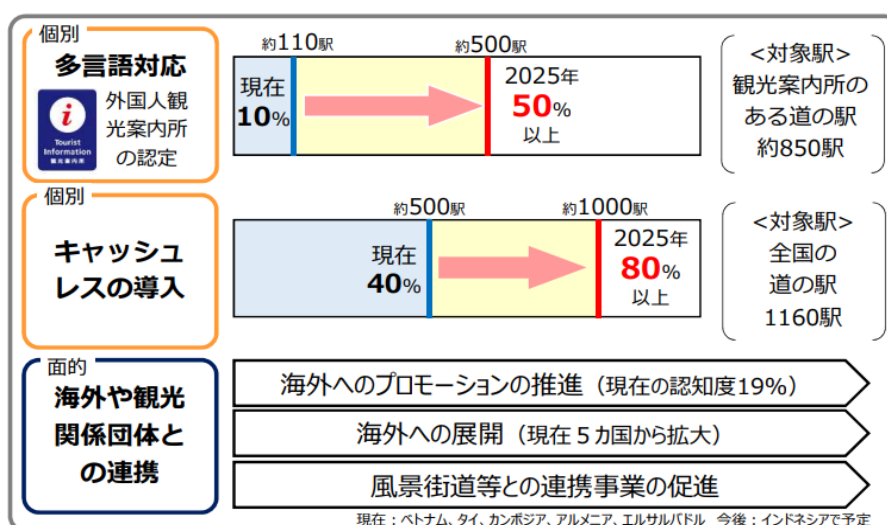 個別
多言語対応
i
Tourist
Information
観光案内所
外国人観
光案内所
の認定
約110駅
約500駅
現在
10%
2025年
50%
以上
<対象駅>
観光案内所の
ある道の駅
約850駅
個別
キャッシュ
レスの導入
約500駅
約1000駅
現在
40%
2025年
80%
以上
<対象駅>
全国の
道の駅
1160駅
面的
海外や観光
関係団体と
の連携
海外へのプロモーションの推進（現在の認知度19%）
海外への展開（現在５カ国から拡大）
風景街道等との連携事業の促進
現在：ベトナム、タイ、カンボジア、アルメニア、エルサルバドル　今後：インドネシアで予定